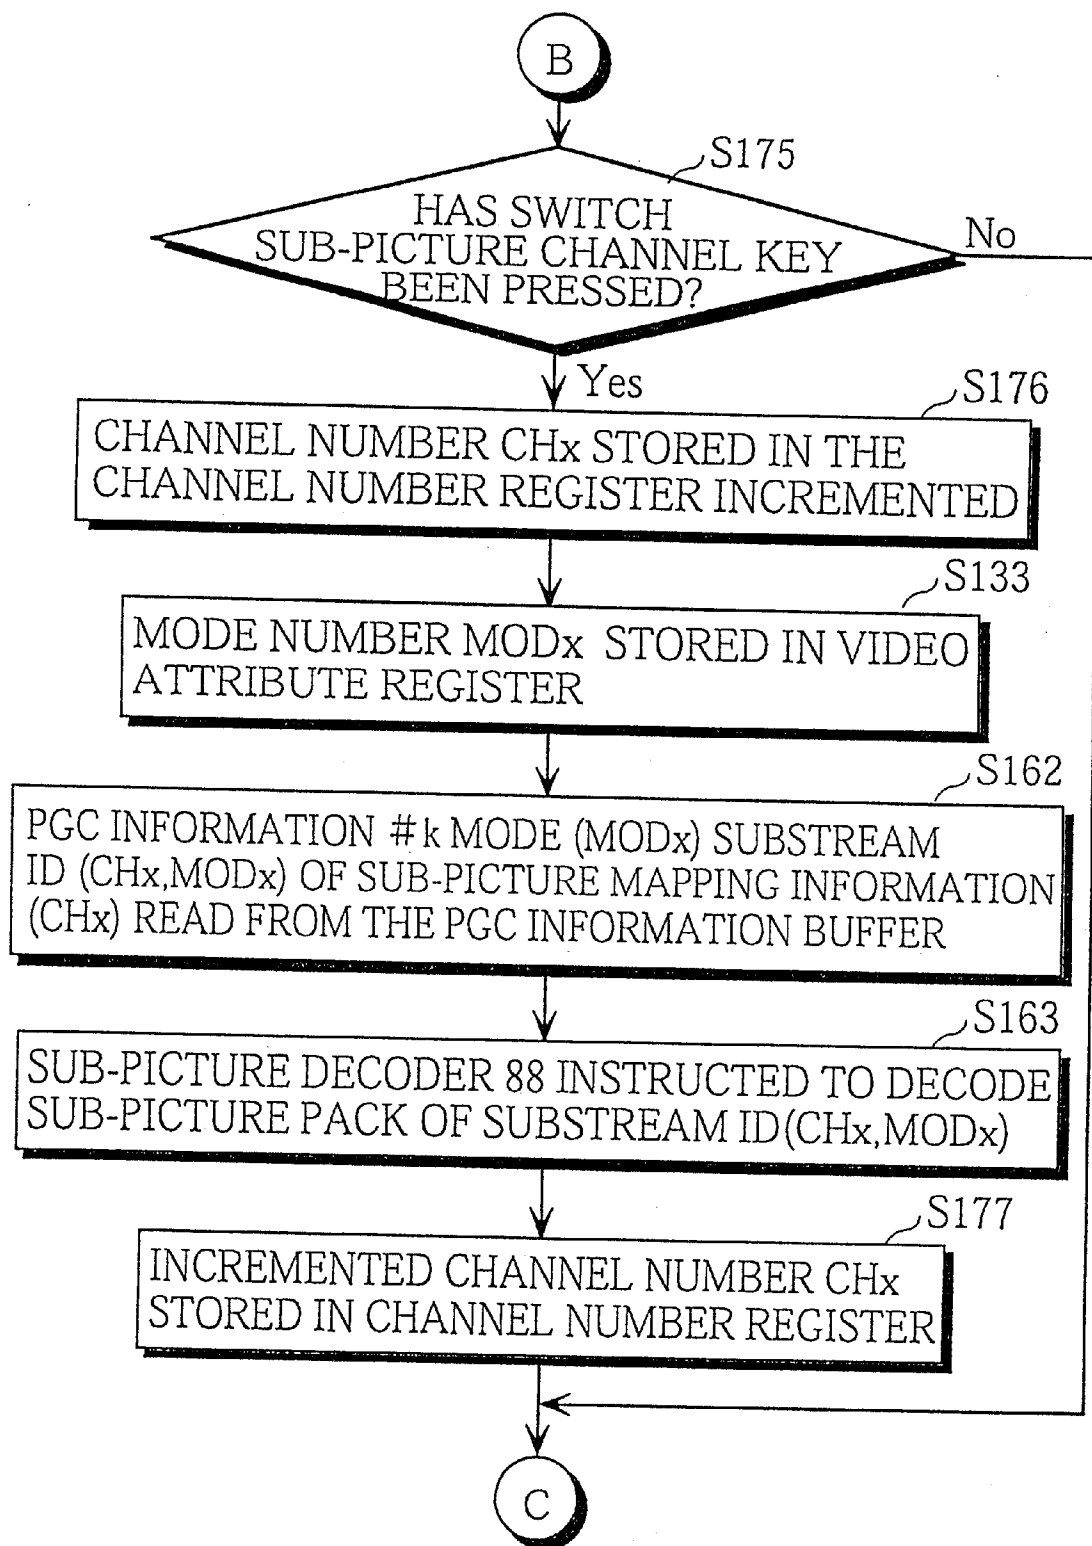 B
S175
HAS SWITCH
SUB-PICTURE CHANNEL KEY
BEEN PRESSED?
No
Yes
S176
CHANNEL NUMBER CHx STORED IN THE
CHANNEL NUMBER REGISTER INCREMENTED
S133
MODE NUMBER MODx STORED IN VIDEO
ATTRIBUTE REGISTER
S162
PGC INFORMATION #k MODE (MODx) SUBSTREAM
ID (CHx,MODx) OF SUB-PICTURE MAPPING INFORMATION
(CHx) READ FROM THE PGC INFORMATION BUFFER
S163
SUB-PICTURE DECODER 88 INSTRUCTED TO DECODE
SUB-PICTURE PACK OF SUBSTREAM ID(CHx,MODx)
S177
INCREMENTED CHANNEL NUMBER CHx
STORED IN CHANNEL NUMBER REGISTER
C